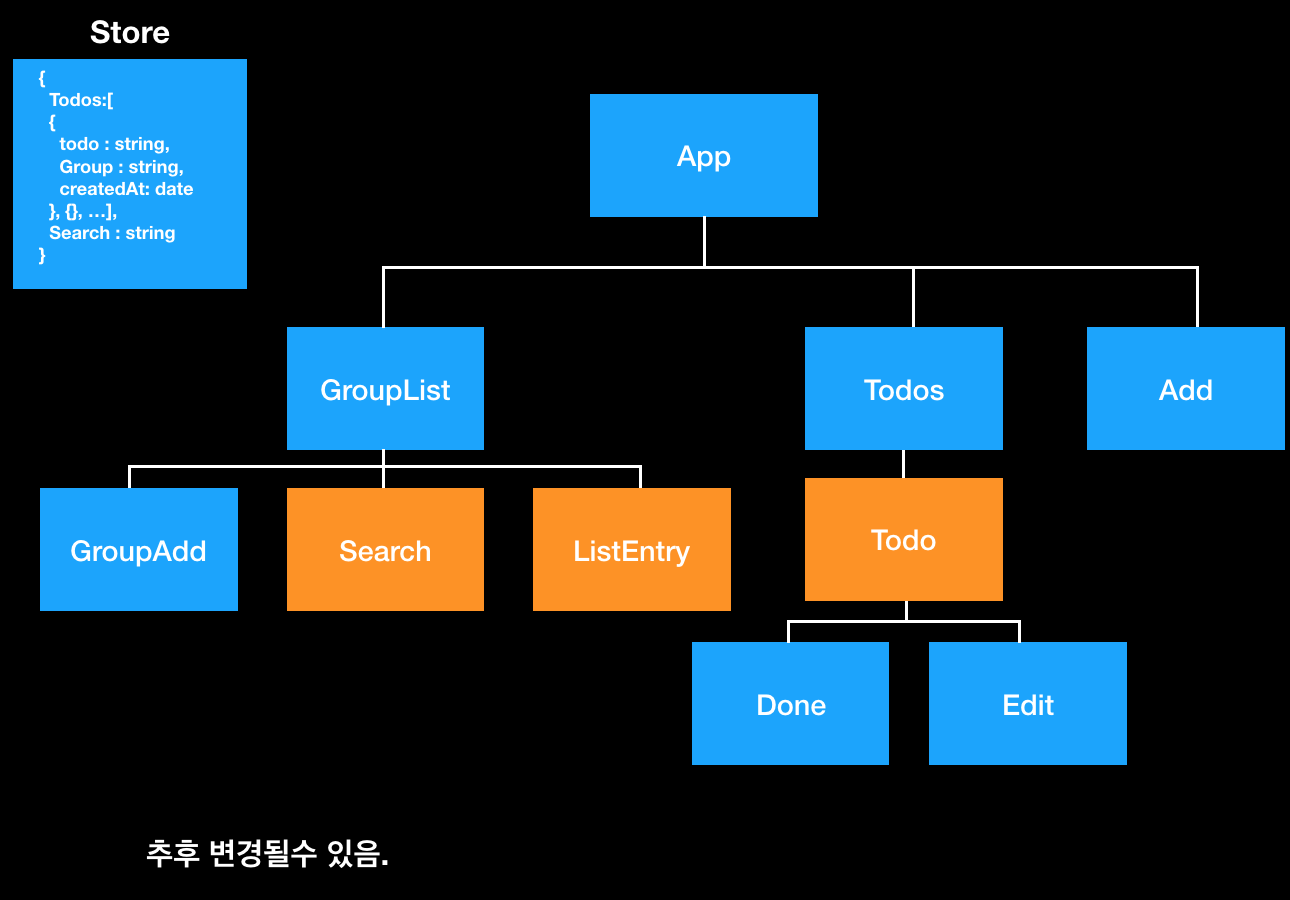 Store
{
Todos:[
{
todo : string,
Group : string,
createdAt: date
}, {}, …],
Search : string
}
App
GroupList
Todos
Add
GroupAdd
Search
ListEntry
Todo
Done
Edit
추후 변경될수 있음.